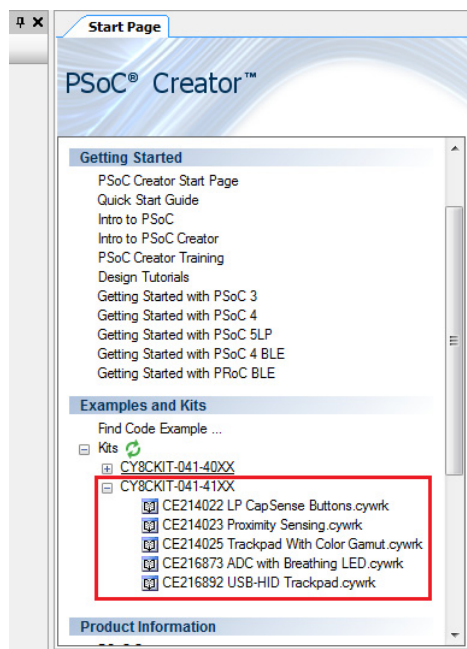 Start Page
PSoC® Creator™
Getting Started
PSoC Creator Start Page
Quick Start Guide
Intro to PSoC
Intro to PSoC Creator
PSoC Creator Training
Design Tutorials
Getting Started with PSoC 3
Getting Started with PSoC 4
Getting Started with PSoC 5LP
Getting Started with PSoC 4 BLE
Getting Started with PRoC BLE
Examples and Kits
Find Code Example ...
Kits
CY8CKIT-041-40XX
CY8CKIT-041-41XX
CE214022 LP CapSense Buttons.cywrk
CE214023 Proximity Sensing.cywrk
CE214025 Trackpad With Color Gamut.cywrk
CE216873 ADC with Breathing LED.cywrk
CE216892 USB-HID Trackpad.cywrk
Product Information